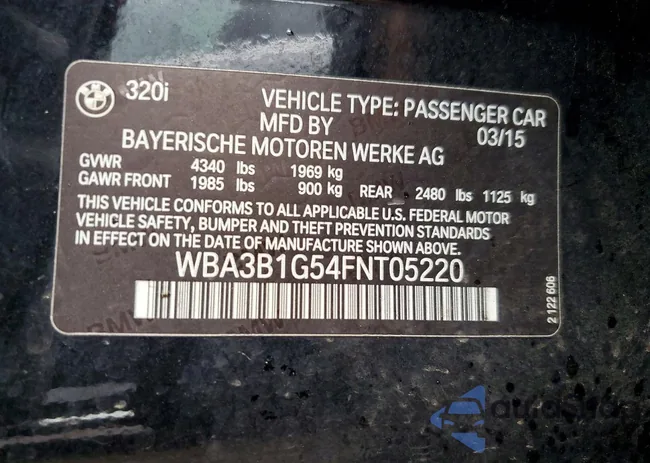 320i VEHICLE TYPE: PASSENGER CAR
MFD BY 03/15
BAYERISCHE MOTOREN WERKE AG
GVWR 4340 lbs 1969 kg
GAWR FRONT 1985 lbs 900 kg REAR 2480 lbs 1125 kg
THIS VEHICLE CONFORMS TO ALL APPLICABLE U.S. FEDERAL MOTOR
VEHICLE SAFETY, BUMPER AND THEFT PREVENTION STANDARDS
IN EFFECT ON THE DATE OF MANUFACTURE SHOWN ABOVE.
WBA3B1G54FNT05220
2 122 606
BMW